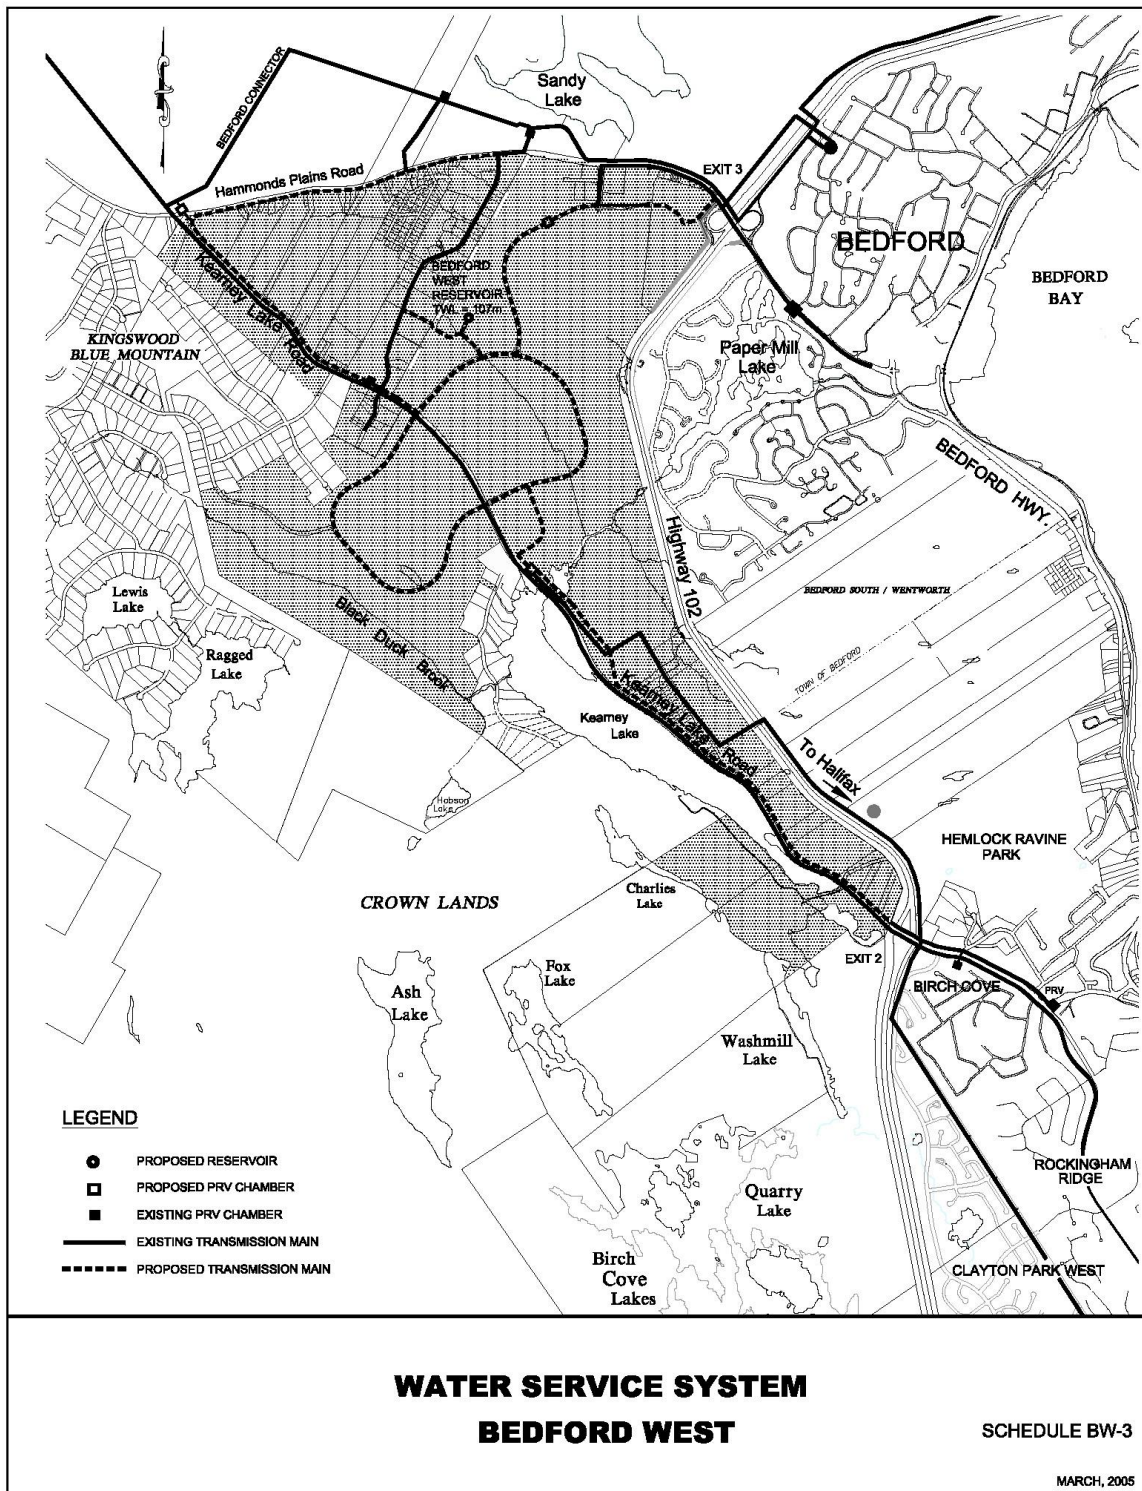 Sandy
Lake
BEDFORD CONNECTOR
EXIT 3
Hammonds Plains Road
BEDFORD
BEDFORD
BAY
BEDFORD
WEST
RESERVOIR
TWL - 107m
Kearney Lake Road
KINGSWOOD
BLUE MOUNTAIN
Paper Mill
Lake
BEDFORD HWY.
Highway 102
BEDFORD SOUTH / WENTWORTH
Lewis
Lake
Black Duck Brook
Ragged
Lake
TOWN OF BEDFORD
Kearney Lake Road
Kearney
Lake
To Halifax
Hobson
Lake
HEMLOCK RAVINE
PARK
Charlies
Lake
CROWN LANDS
EXIT 2
Fox
Lake
BIRCH COVE
PRV
Ash
Lake
Washmill
Lake
LEGEND
PROPOSED RESERVOIR
PROPOSED PRV CHAMBER
EXISTING PRV CHAMBER
EXISTING TRANSMISSION MAIN
PROPOSED TRANSMISSION MAIN
ROCKINGHAM
RIDGE
Quarry
Lake
Birch
Cove
Lakes
CLAYTON PARK WEST
WATER SERVICE SYSTEM
BEDFORD WEST
SCHEDULE BW-3
MARCH, 2005